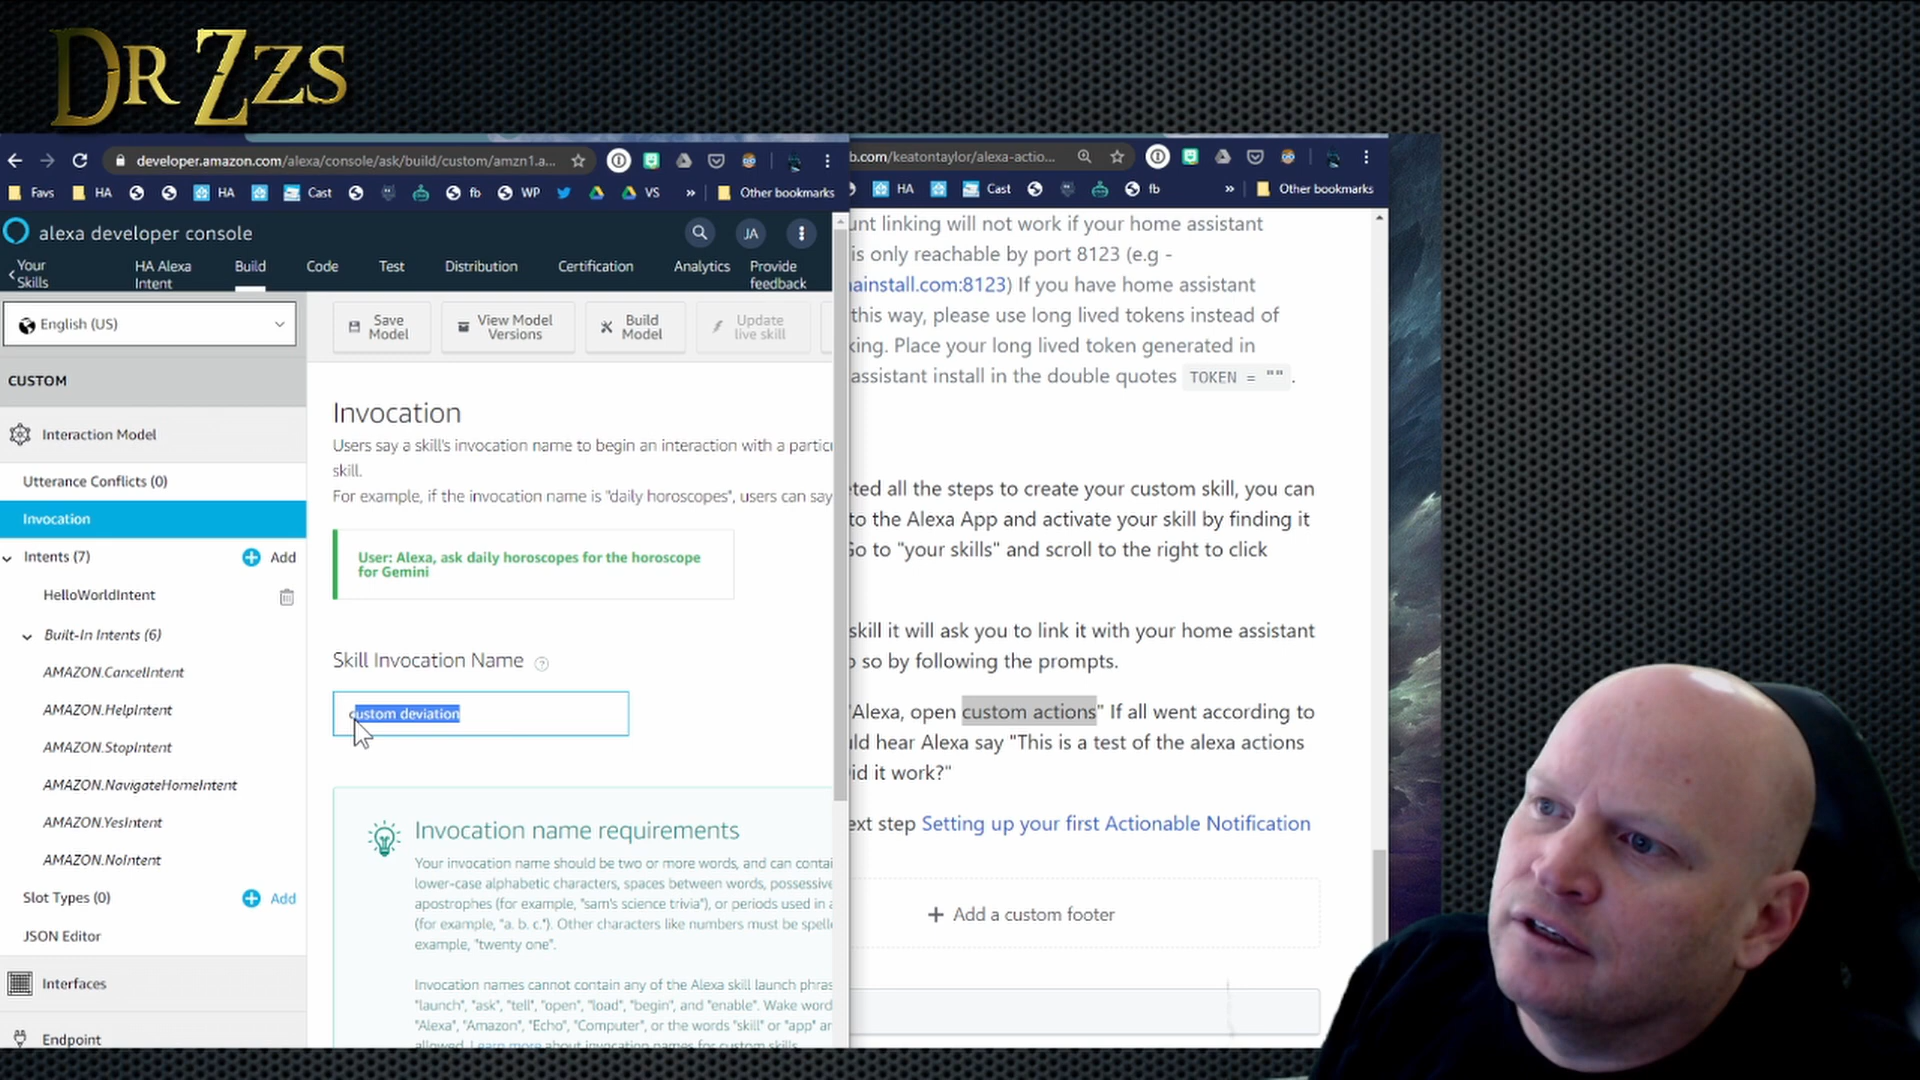 DR ZZS
developer.amazon.com/alexa/console/ask/build/custom/amzn1.a...
Favs HA HA Cast fb WP VS » Other bookmarks
alexa developer console
JA
Your Skills
HA Alexa Intent
Build
Code
Test
Distribution
Certification
Analytics
Provide feedback
English (US)
Save Model
View Model Versions
Build Model
Update live skill
CUSTOM
Interaction Model
Utterance Conflicts (0)
Invocation
Intents (7)
Add
HelloWorldIntent
Built-In Intents (6)
AMAZON.CancelIntent
AMAZON.HelpIntent
AMAZON.StopIntent
AMAZON.NavigateHomeIntent
AMAZON.YesIntent
AMAZON.NoIntent
Slot Types (0)
Add
JSON Editor
Interfaces
Endpoint
Invocation
Users say a skill's invocation name to begin an interaction with a particu
skill.
For example, if the invocation name is "daily horoscopes", users can say
User: Alexa, ask daily horoscopes for the horoscope
for Gemini
Skill Invocation Name ?
custom deviation
Invocation name requirements
Your invocation name should be two or more words, and can contai
lower-case alphabetic characters, spaces between words, possessive
apostrophes (for example, "sam's science trivia"), or periods used in a
(for example, "a. b. c."). Other characters like numbers must be spelle
example, "twenty one".
Invocation names cannot contain any of the Alexa skill launch phras
"launch", "ask", "tell", "open", "load", "begin", and "enable". Wake word
"Alexa", "Amazon", "Echo", "Computer", or the words "skill" or "app" ar
allowed. Learn more about invocation names for custom skills.
b.com/keatontaylor/alexa-actio...
HA Cast fb » Other bookmarks
unt linking will not work if your home assistant
is only reachable by port 8123 (e.g -
ainstall.com:8123) If you have home assistant
this way, please use long lived tokens instead of
king. Place your long lived token generated in
assistant install in the double quotes TOKEN = "" .
eted all the steps to create your custom skill, you can
to the Alexa App and activate your skill by finding it
Go to "your skills" and scroll to the right to click
skill it will ask you to link it with your home assistant
o so by following the prompts.
"Alexa, open custom actions" If all went according to
ld hear Alexa say "This is a test of the alexa actions
id it work?"
ext step Setting up your first Actionable Notification
+ Add a custom footer